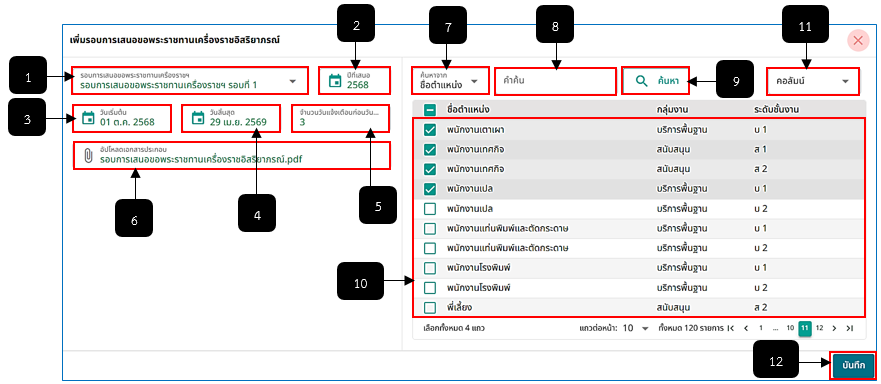 7
8
2
11
เพิ่มรอบการเสนอขอพระราชทานเครื่องราชอิสริยาภรณ์
1
รอบการเสนอขอพระราชทานเครื่องราชฯ
รอบการเสนอขอพระราชทานเครื่องราชฯ รอบที่ 1
ปีที่เสนอ
2568
ค้นหาจาก
ชื่อตำแหน่ง
คำค้น
ค้นหา
9
คอลัมน์
3
วันเริ่มต้น
01 ต.ค. 2568
วันสิ้นสุด
29 เม.ย. 2569
จำนวนวันแจ้งเตือนก่อนวัน...
3
อัปโหลดเอกสารประกอบ
รอบการเสนอขอพระราชทานเครื่องราชอิสริยาภรณ์.pdf
6
4
5
ชื่อตำแหน่ง กลุ่มงาน ระดับชั้นงาน
พนักงานเตาเผา บริการพื้นฐาน บ 1
พนักงานเทศกิจ สนับสนุน ส 1
พนักงานเทศกิจ สนับสนุน ส 2
พนักงานเปล บริการพื้นฐาน บ 1
พนักงานเปล บริการพื้นฐาน บ 2
พนักงานแท่นพิมพ์และตัดกระดาษ บริการพื้นฐาน บ 1
พนักงานแท่นพิมพ์และตัดกระดาษ บริการพื้นฐาน บ 2
พนักงานโรงพิมพ์ บริการพื้นฐาน บ 1
พนักงานโรงพิมพ์ บริการพื้นฐาน บ 2
พี่เลี้ยง สนับสนุน ส 2
10
เลือกทั้งหมด 4 แถว แถวต่อหน้า: 10 ทั้งหมด 120 รายการ 1 ... 10 11 12
12
บันทึก